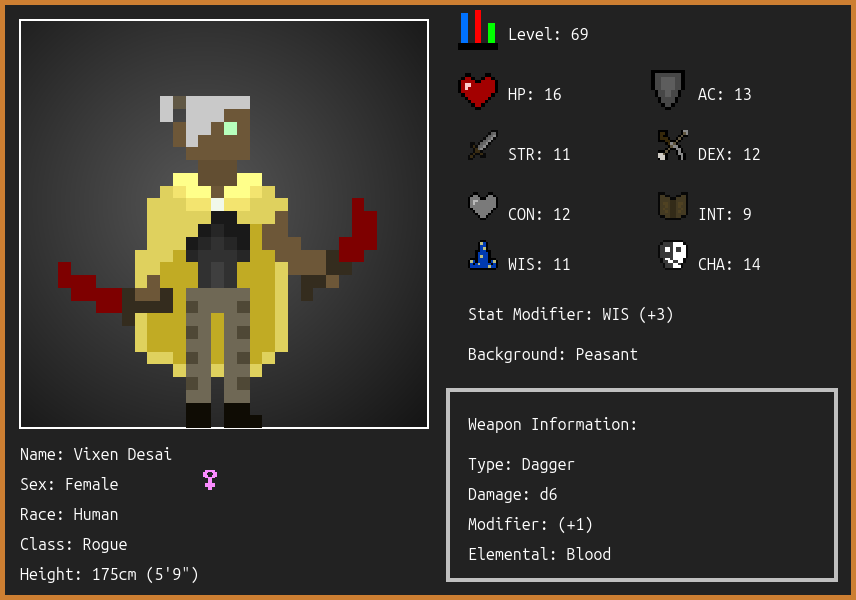 Level: 69
HP: 16
AC: 13
STR: 11
DEX: 12
CON: 12
INT: 9
WIS: 11
CHA: 14
Stat Modifier: WIS (+3)
Background: Peasant
Weapon Information:
Type: Dagger
Damage: d6
Modifier: (+1)
Elemental: Blood
Name: Vixen Desai
Sex: Female
Race: Human
Class: Rogue
Height: 175cm (5'9")